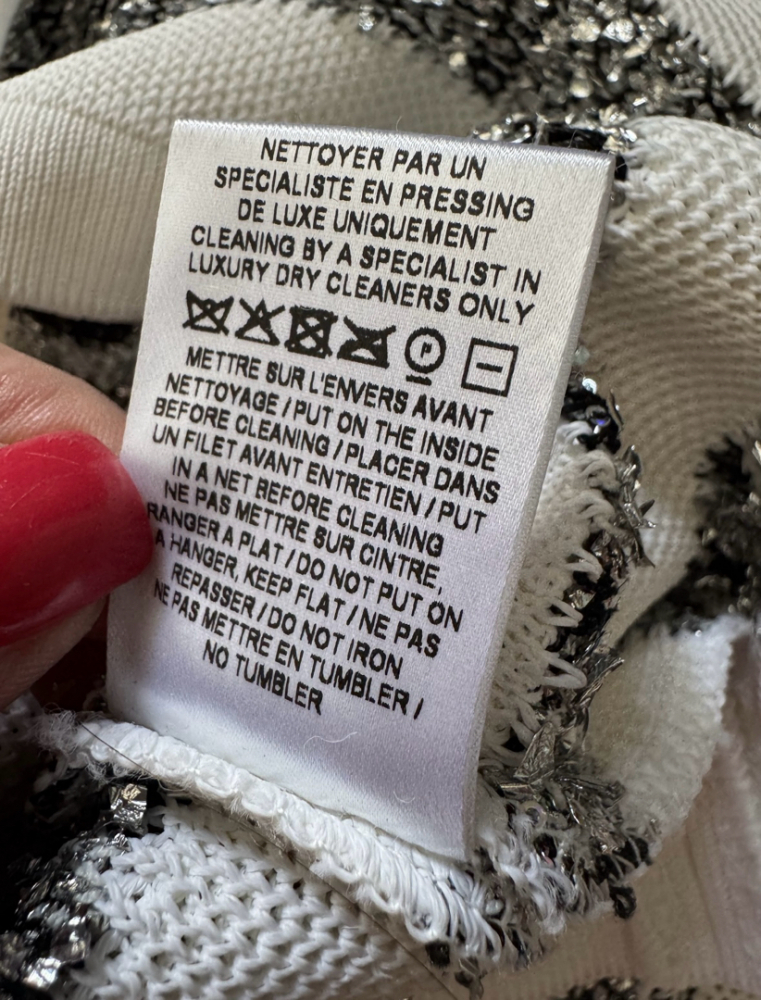 NETTOYER PAR UN
SPECIALISTE EN PRESSING
DE LUXE UNIQUEMENT
CLEANING BY A SPECIALIST IN
LUXURY DRY CLEANERS ONLY
P
METTRE SUR L'ENVERS AVANT
NETTOYAGE / PUT ON THE INSIDE
BEFORE CLEANING / PLACER DANS
UN FILET AVANT ENTRETIEN / PUT
IN A NET BEFORE CLEANING
NE PAS METTRE SUR CINTRE,
RANGER A PLAT / DO NOT PUT ON
A HANGER, KEEP FLAT / NE PAS
REPASSER / DO NOT IRON
NE PAS METTRE EN TUMBLER /
NO TUMBLER